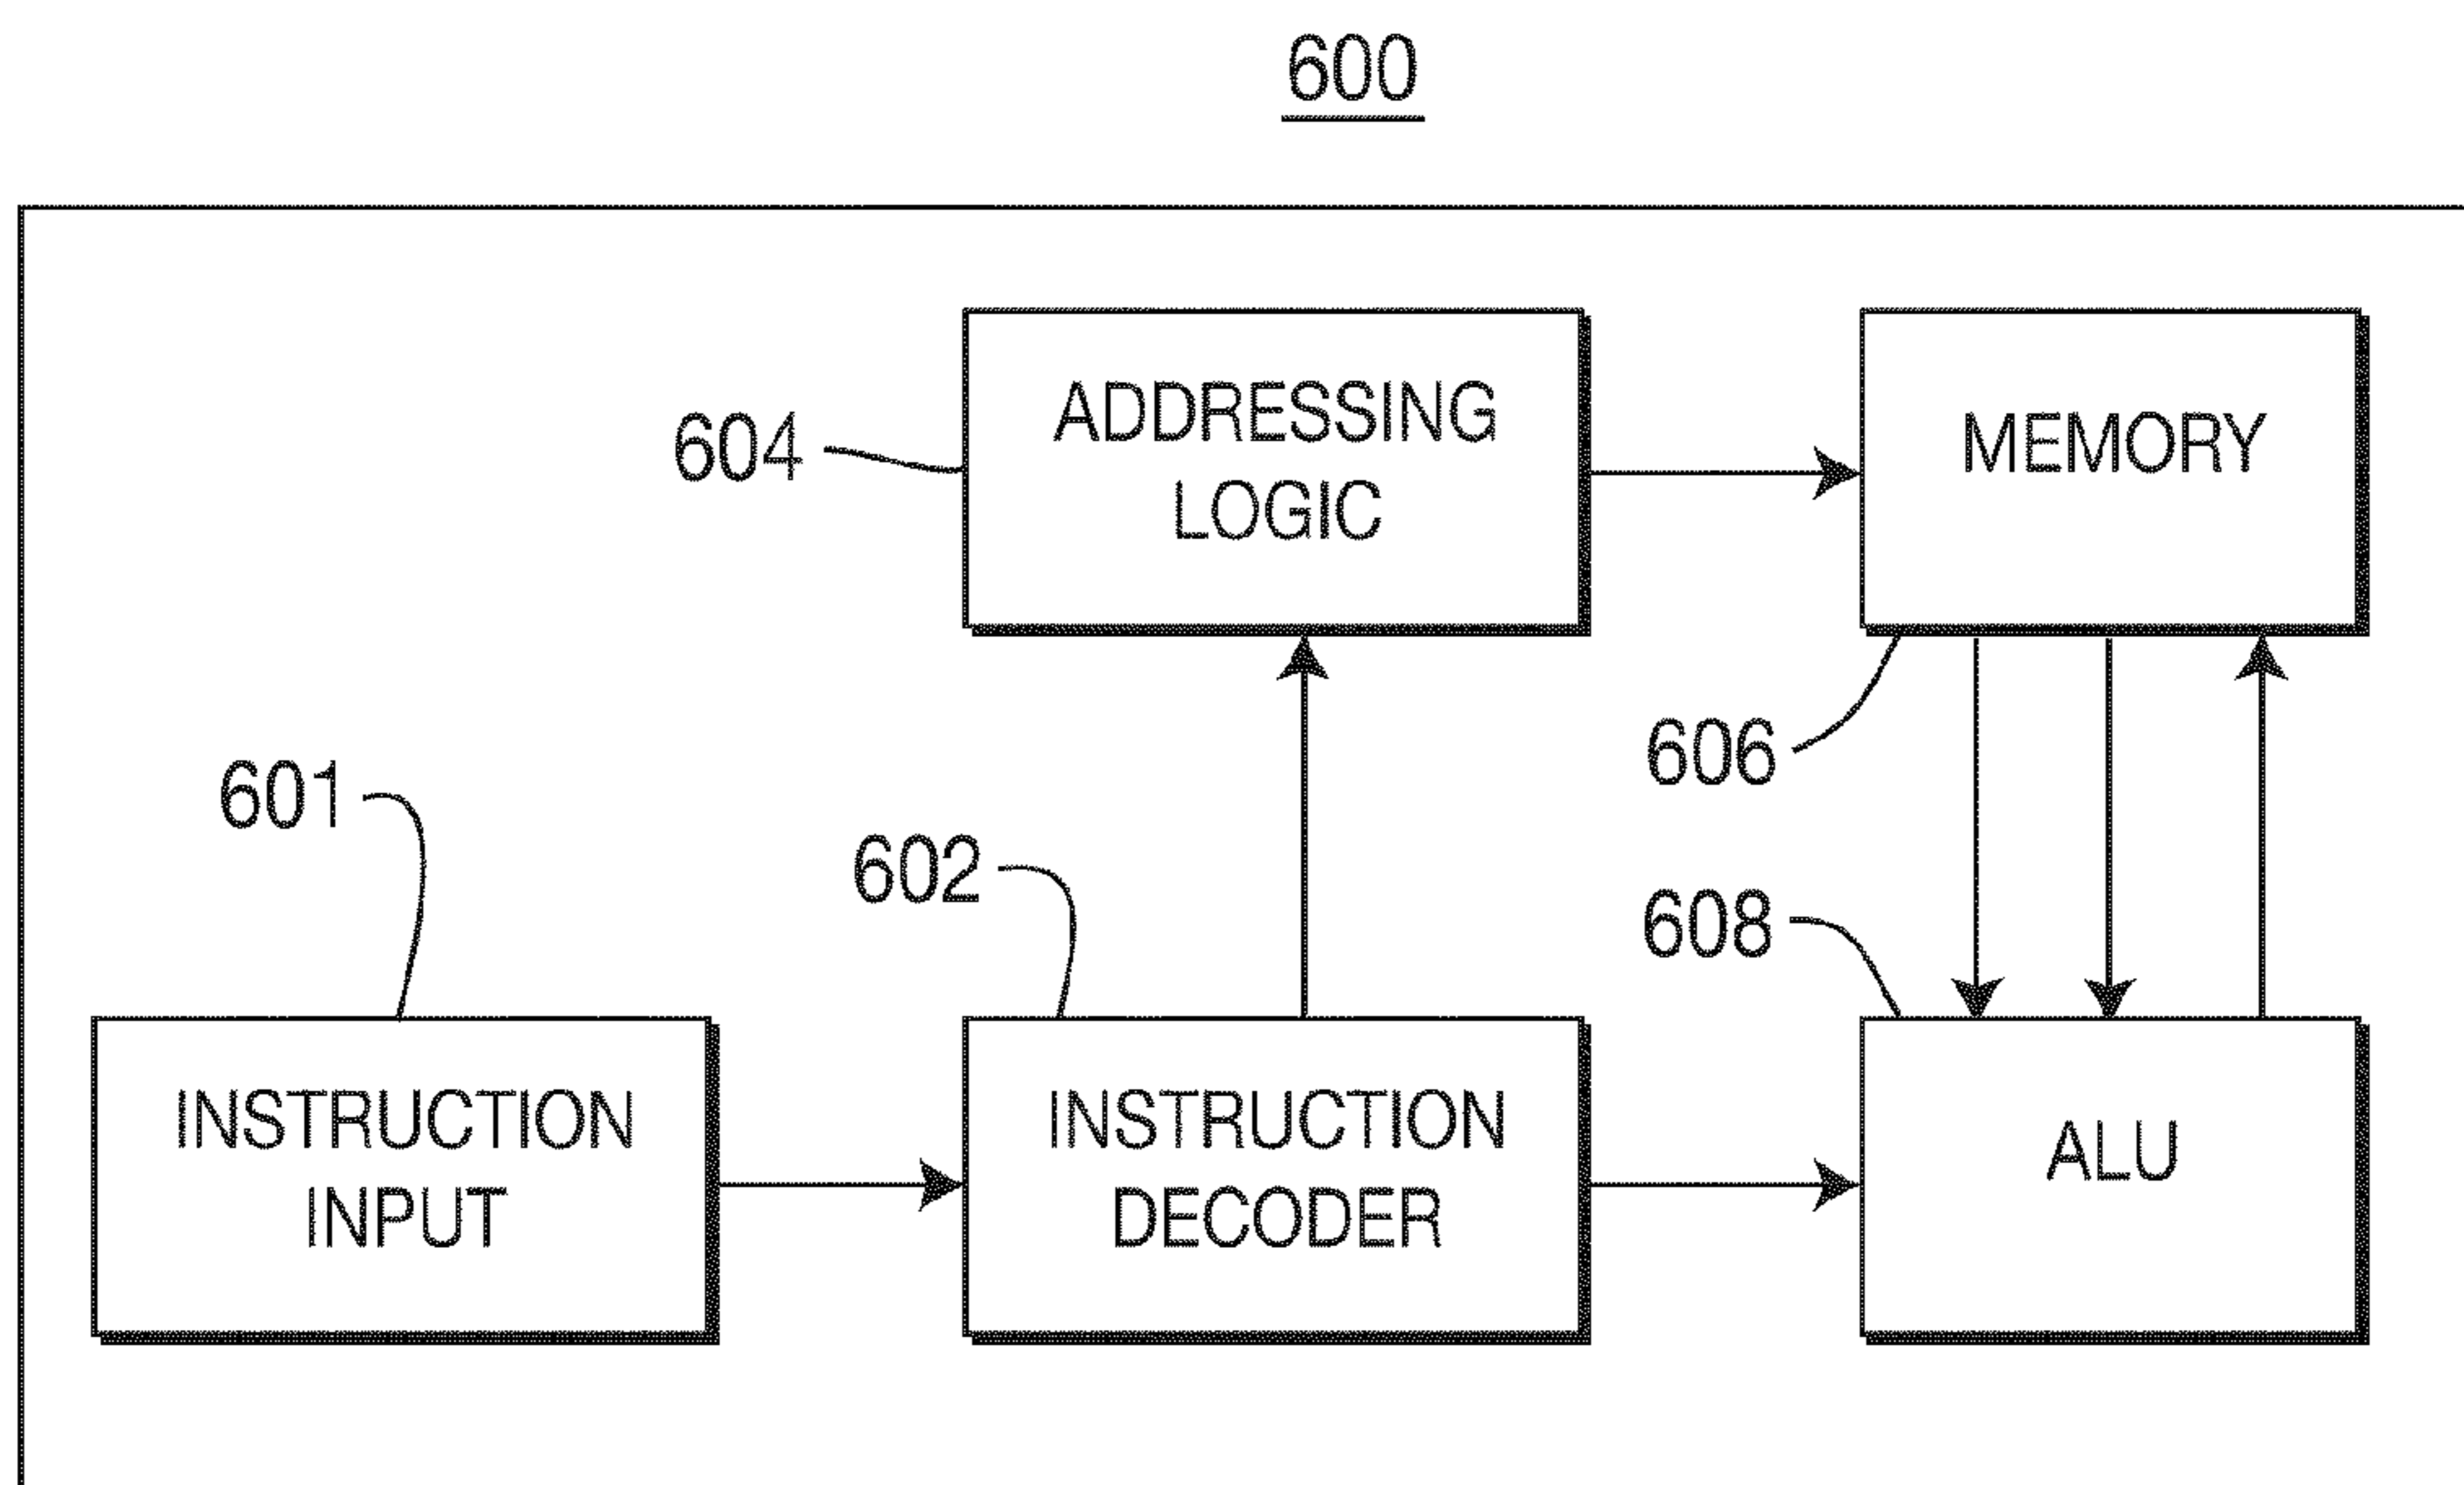 600
604
ADDRESSING
LOGIC
MEMORY
606
601
602
608
INSTRUCTION
INPUT
INSTRUCTION
DECODER
ALU